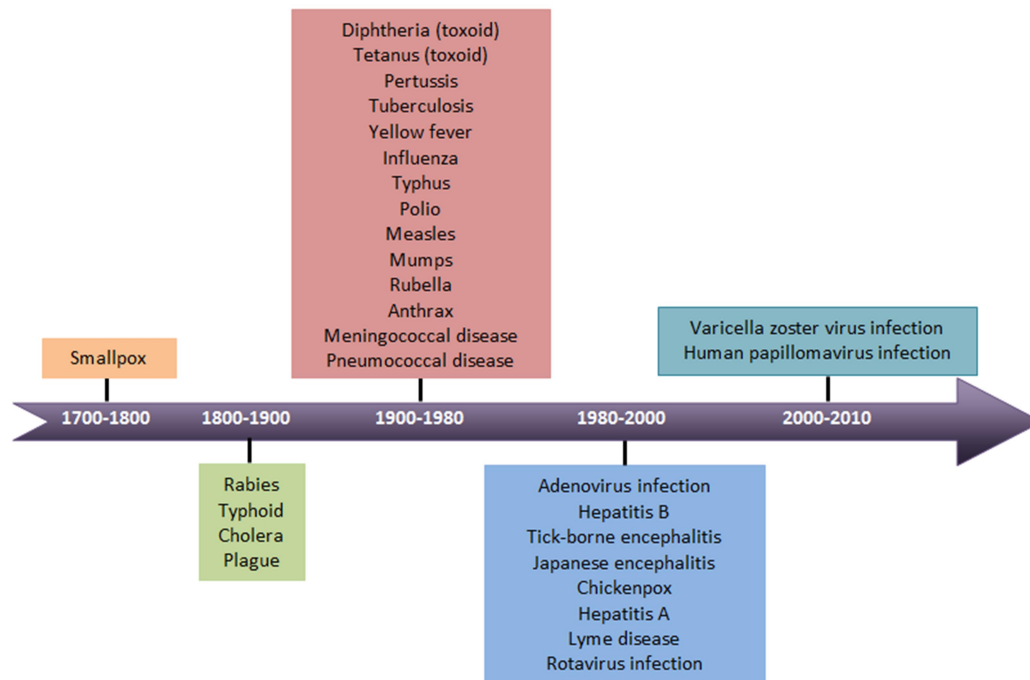 Diphtheria (toxoid)
Tetanus (toxoid)
Pertussis
Tuberculosis
Yellow fever
Influenza
Typhus
Polio
Measles
Mumps
Rubella
Anthrax
Meningococcal disease
Pneumococcal disease
Smallpox
Varicella zoster virus infection
Human papillomavirus infection
1700-1800
1800-1900
1900-1980
1980-2000
2000-2010
Rabies
Typhoid
Cholera
Plague
Adenovirus infection
Hepatitis B
Tick-borne encephalitis
Japanese encephalitis
Chickenpox
Hepatitis A
Lyme disease
Rotavirus infection